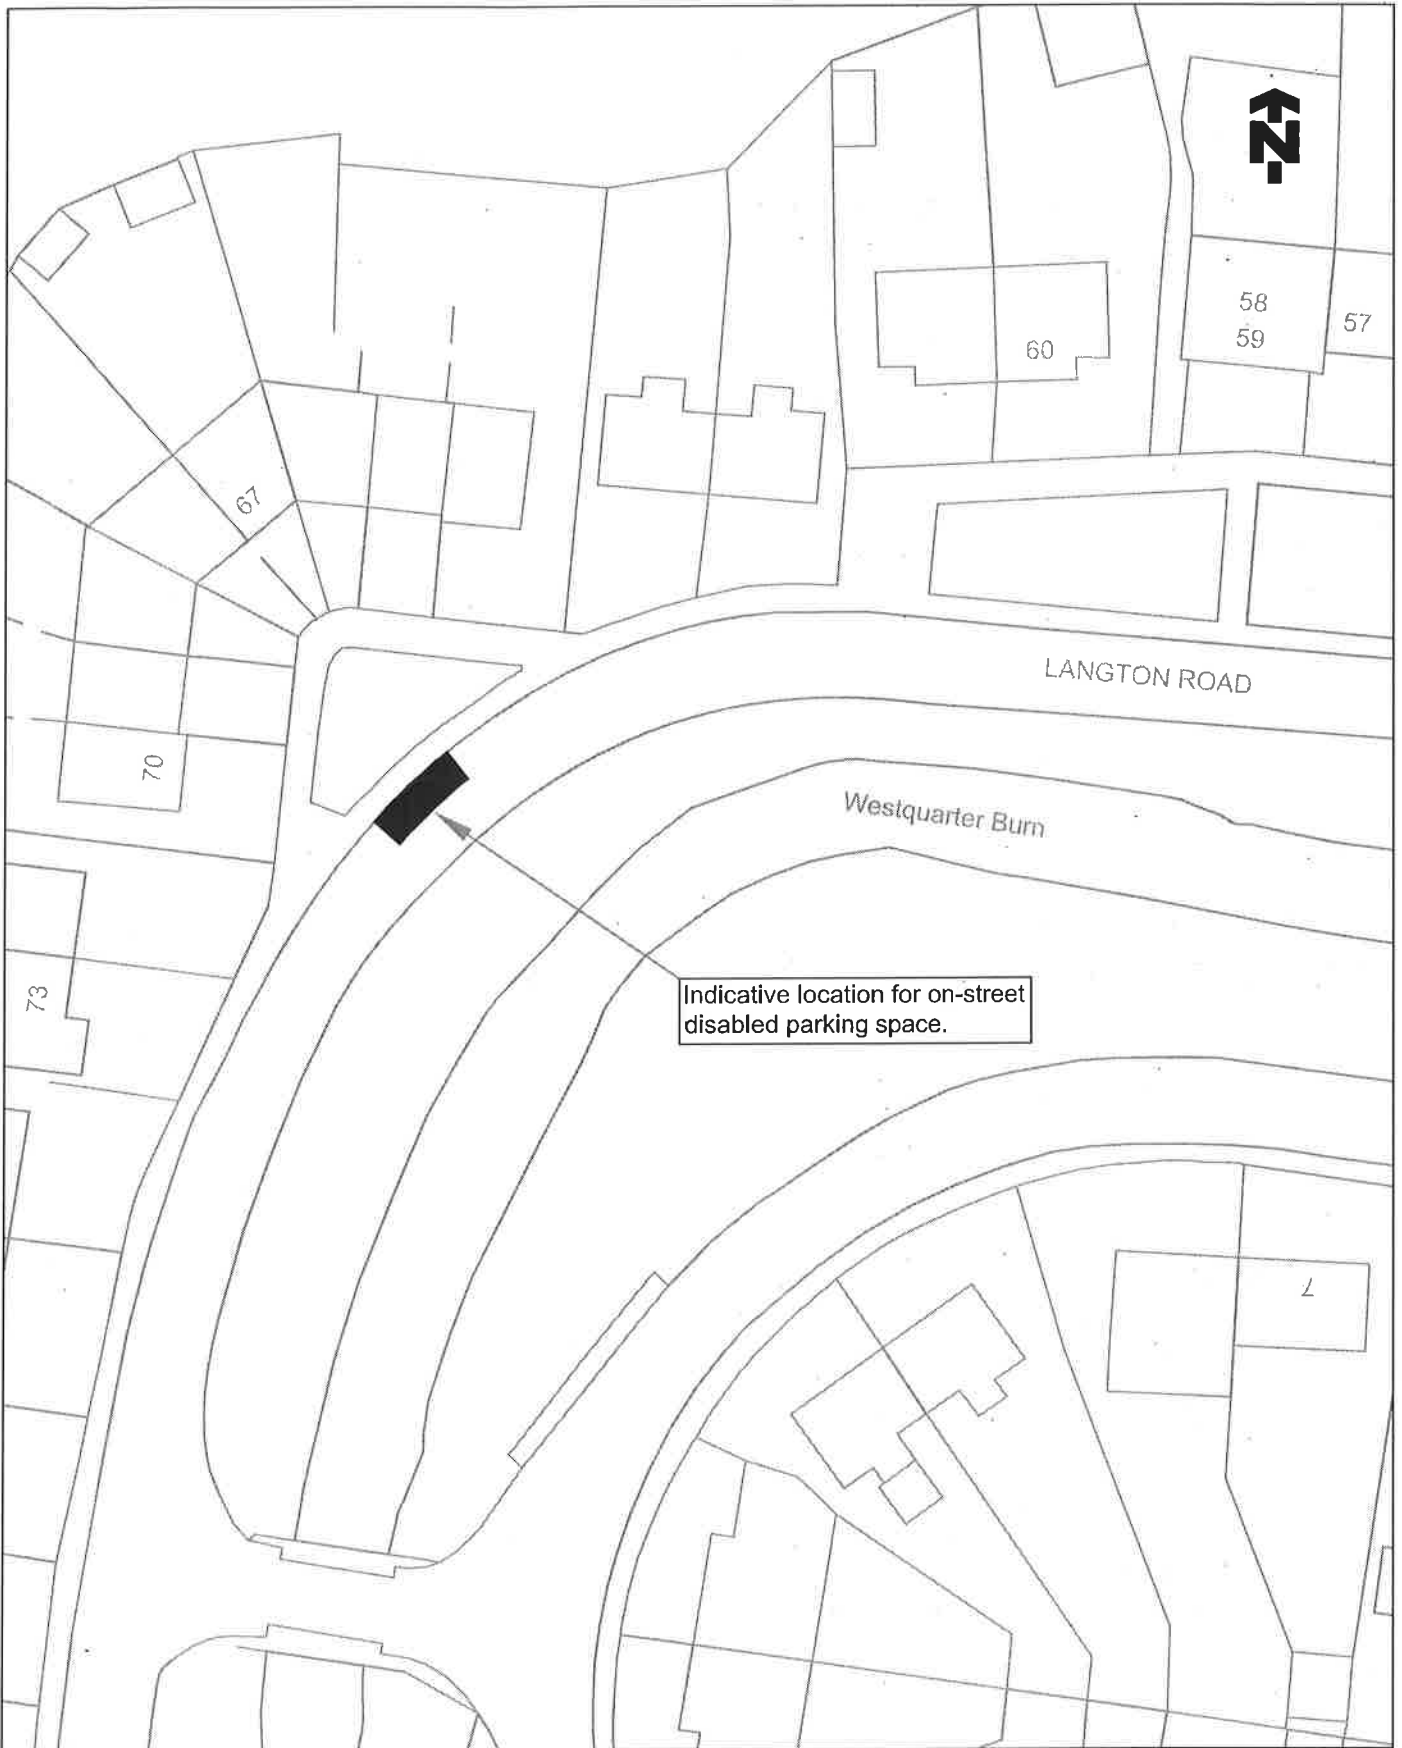 N
58
59
57
60
67
LANGTON ROAD
70
Westquarter Burn
73
Indicative location for on-street
disabled parking space.
7